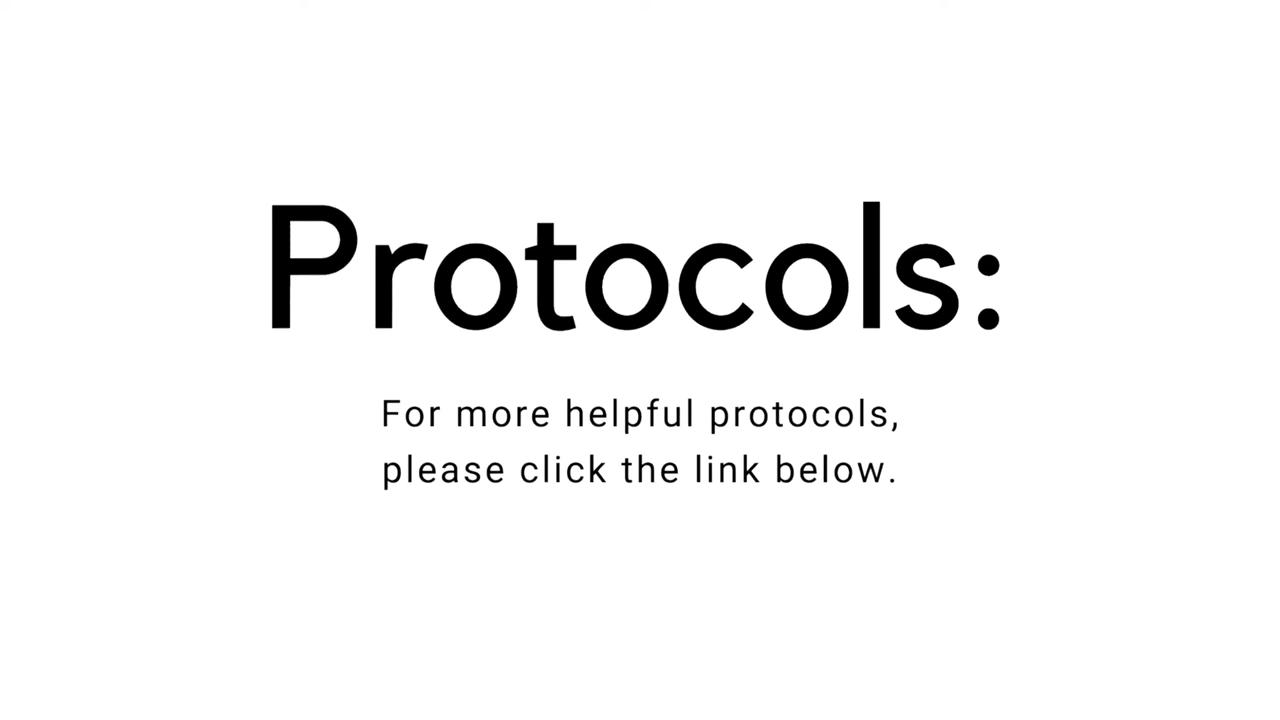 Protocols:
For more helpful protocols,
please click the link below.